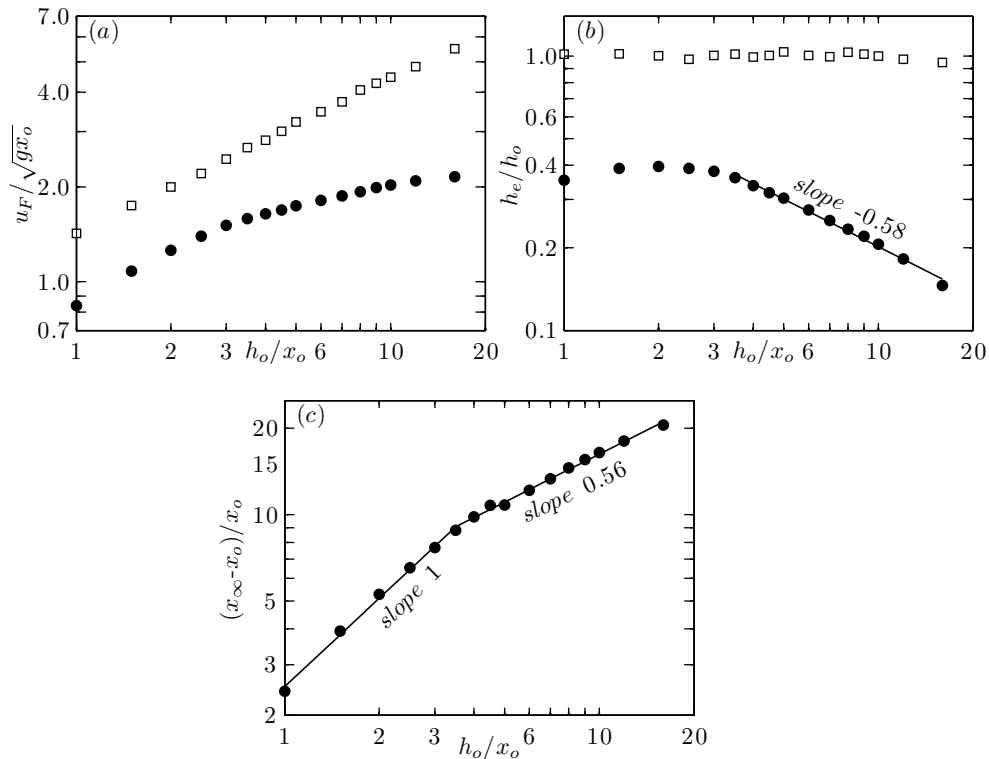 (a)
7.0
4.0
2.0
1.0
0.7
u_F/√gx_o
1 2 3 h_o/x_o 6 10 20
(b)
1.0
0.6
0.4
0.2
0.1
h_e/h_o
slope -0.58
1 2 3 h_o/x_o 6 10 20
(c)
20
15
10
5
3
2
(x_∞-x_o)/x_o
slope 1
slope 0.56
1 2 3 6 10 20
h_o/x_o